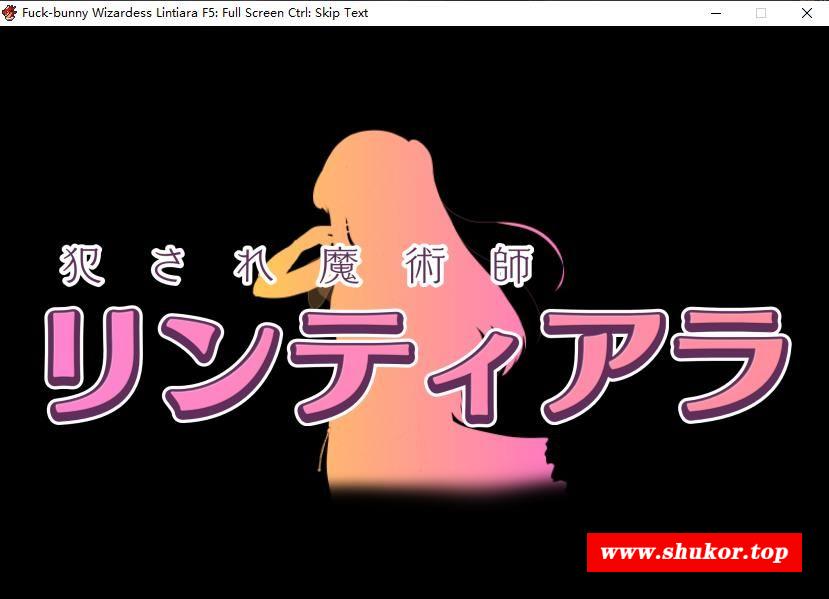 Fuck-bunny Wizardess Lintiara F5: Full Screen Ctrl: Skip Text
犯され魔術師
リンティアラ
www.shukor.top